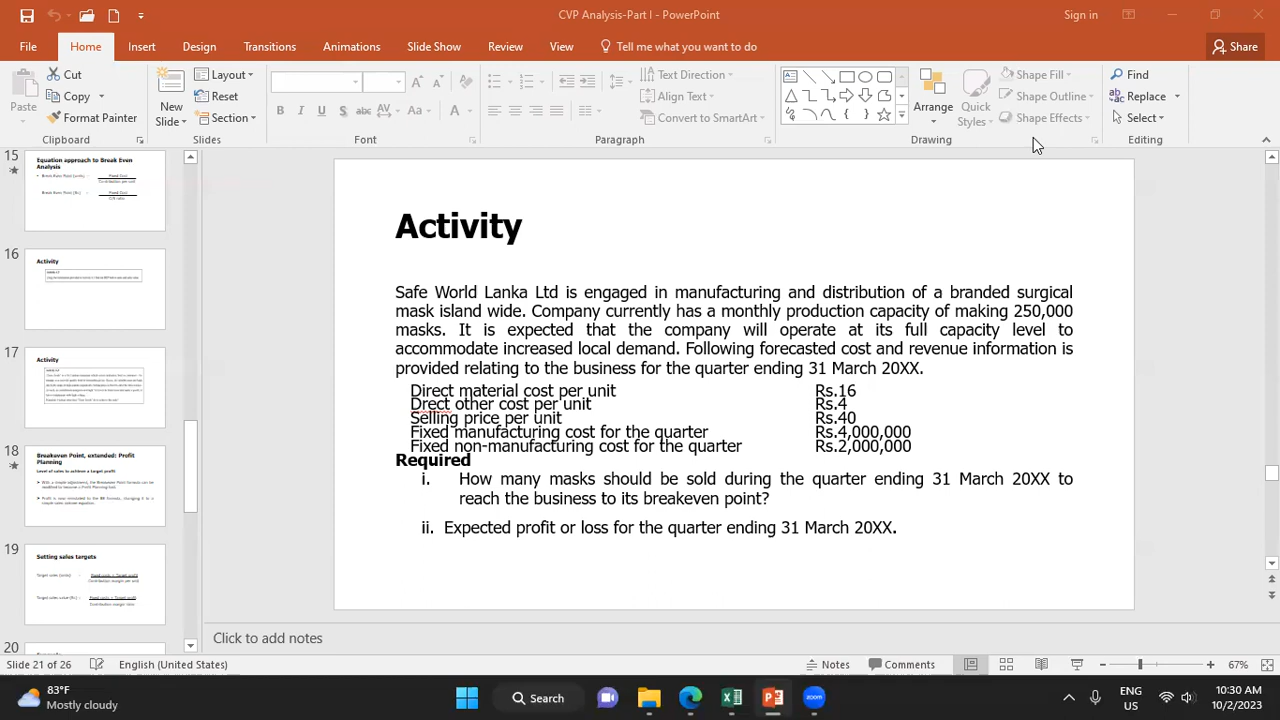 CVP Analysis-Part I - PowerPoint
Sign in
File Home Insert Design Transitions Animations Slide Show Review View Tell me what you want to do Share
Paste
Cut
Copy
Format Painter
Clipboard
New
Slide
Layout
Reset
Section
Slides
Font
Text Direction
Align Text
Convert to SmartArt
Paragraph
Arrange
Quick
Styles
Shape Fill
Shape Outline
Shape Effects
Drawing
Find
Replace
Select
Editing
15
Equation approach to Break Even
Analysis
16
Activity
17
Activity
18
Breakeven Point, extended: Profit
Planning
Level of sales to achieve a target profit
19
Setting sales targets
20
Activity
Safe World Lanka Ltd is engaged in manufacturing and distribution of a branded surgical
mask island wide. Company currently has a monthly production capacity of making 250,000
masks. It is expected that the company will operate at its full capacity level to
accommodate increased local demand. Following forecasted cost and revenue information is
provided relating to the business for the quarter ending 31 March 20XX.
Direct material cost per unit Rs.16
Drect other cost per unit Rs.4
Selling price per unit Rs.40
Fixed manufacturing cost for the quarter Rs.4,000,000
Fixed non-manufacturing cost for the quarter Rs.2,000,000
Required
i. How many masks should be sold during the quarter ending 31 March 20XX to
reach the business to its breakeven point?
ii. Expected profit or loss for the quarter ending 31 March 20XX.
Click to add notes
Slide 21 of 26 English (United States) Notes Comments 67%
83°F
Mostly cloudy
Search
zoom
ENG
US
10:30 AM
10/2/2023